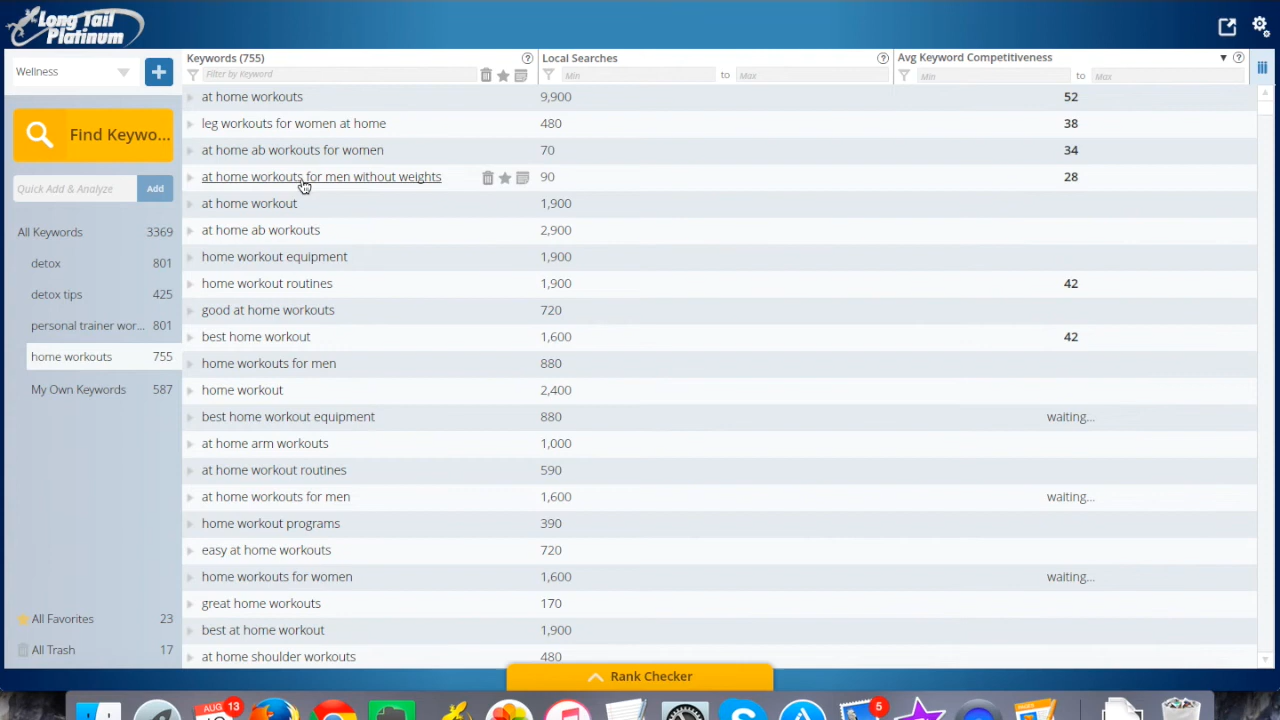 Long Tail
Platinum
Wellness
Find Keywo...
Quick Add & Analyze
Add
All Keywords 3369
detox 801
detox tips 425
personal trainer wor... 801
home workouts 755
My Own Keywords 587
All Favorites 23
All Trash 17
Keywords (755) ? Local Searches ? Avg Keyword Competitiveness ▼ ?
Filter by Keyword Min to Max Min to Max
at home workouts 9,900 52
leg workouts for women at home 480 38
at home ab workouts for women 70 34
at home workouts for men without weights 90 28
at home workout 1,900
at home ab workouts 2,900
home workout equipment 1,900
home workout routines 1,900 42
good at home workouts 720
best home workout 1,600 42
home workouts for men 880
home workout 2,400
best home workout equipment 880 waiting...
at home arm workouts 1,000
at home workout routines 590
at home workouts for men 1,600 waiting...
home workout programs 390
easy at home workouts 720
home workouts for women 1,600 waiting...
great home workouts 170
best at home workout 1,900
at home shoulder workouts 480
Rank Checker
AUG 13
5